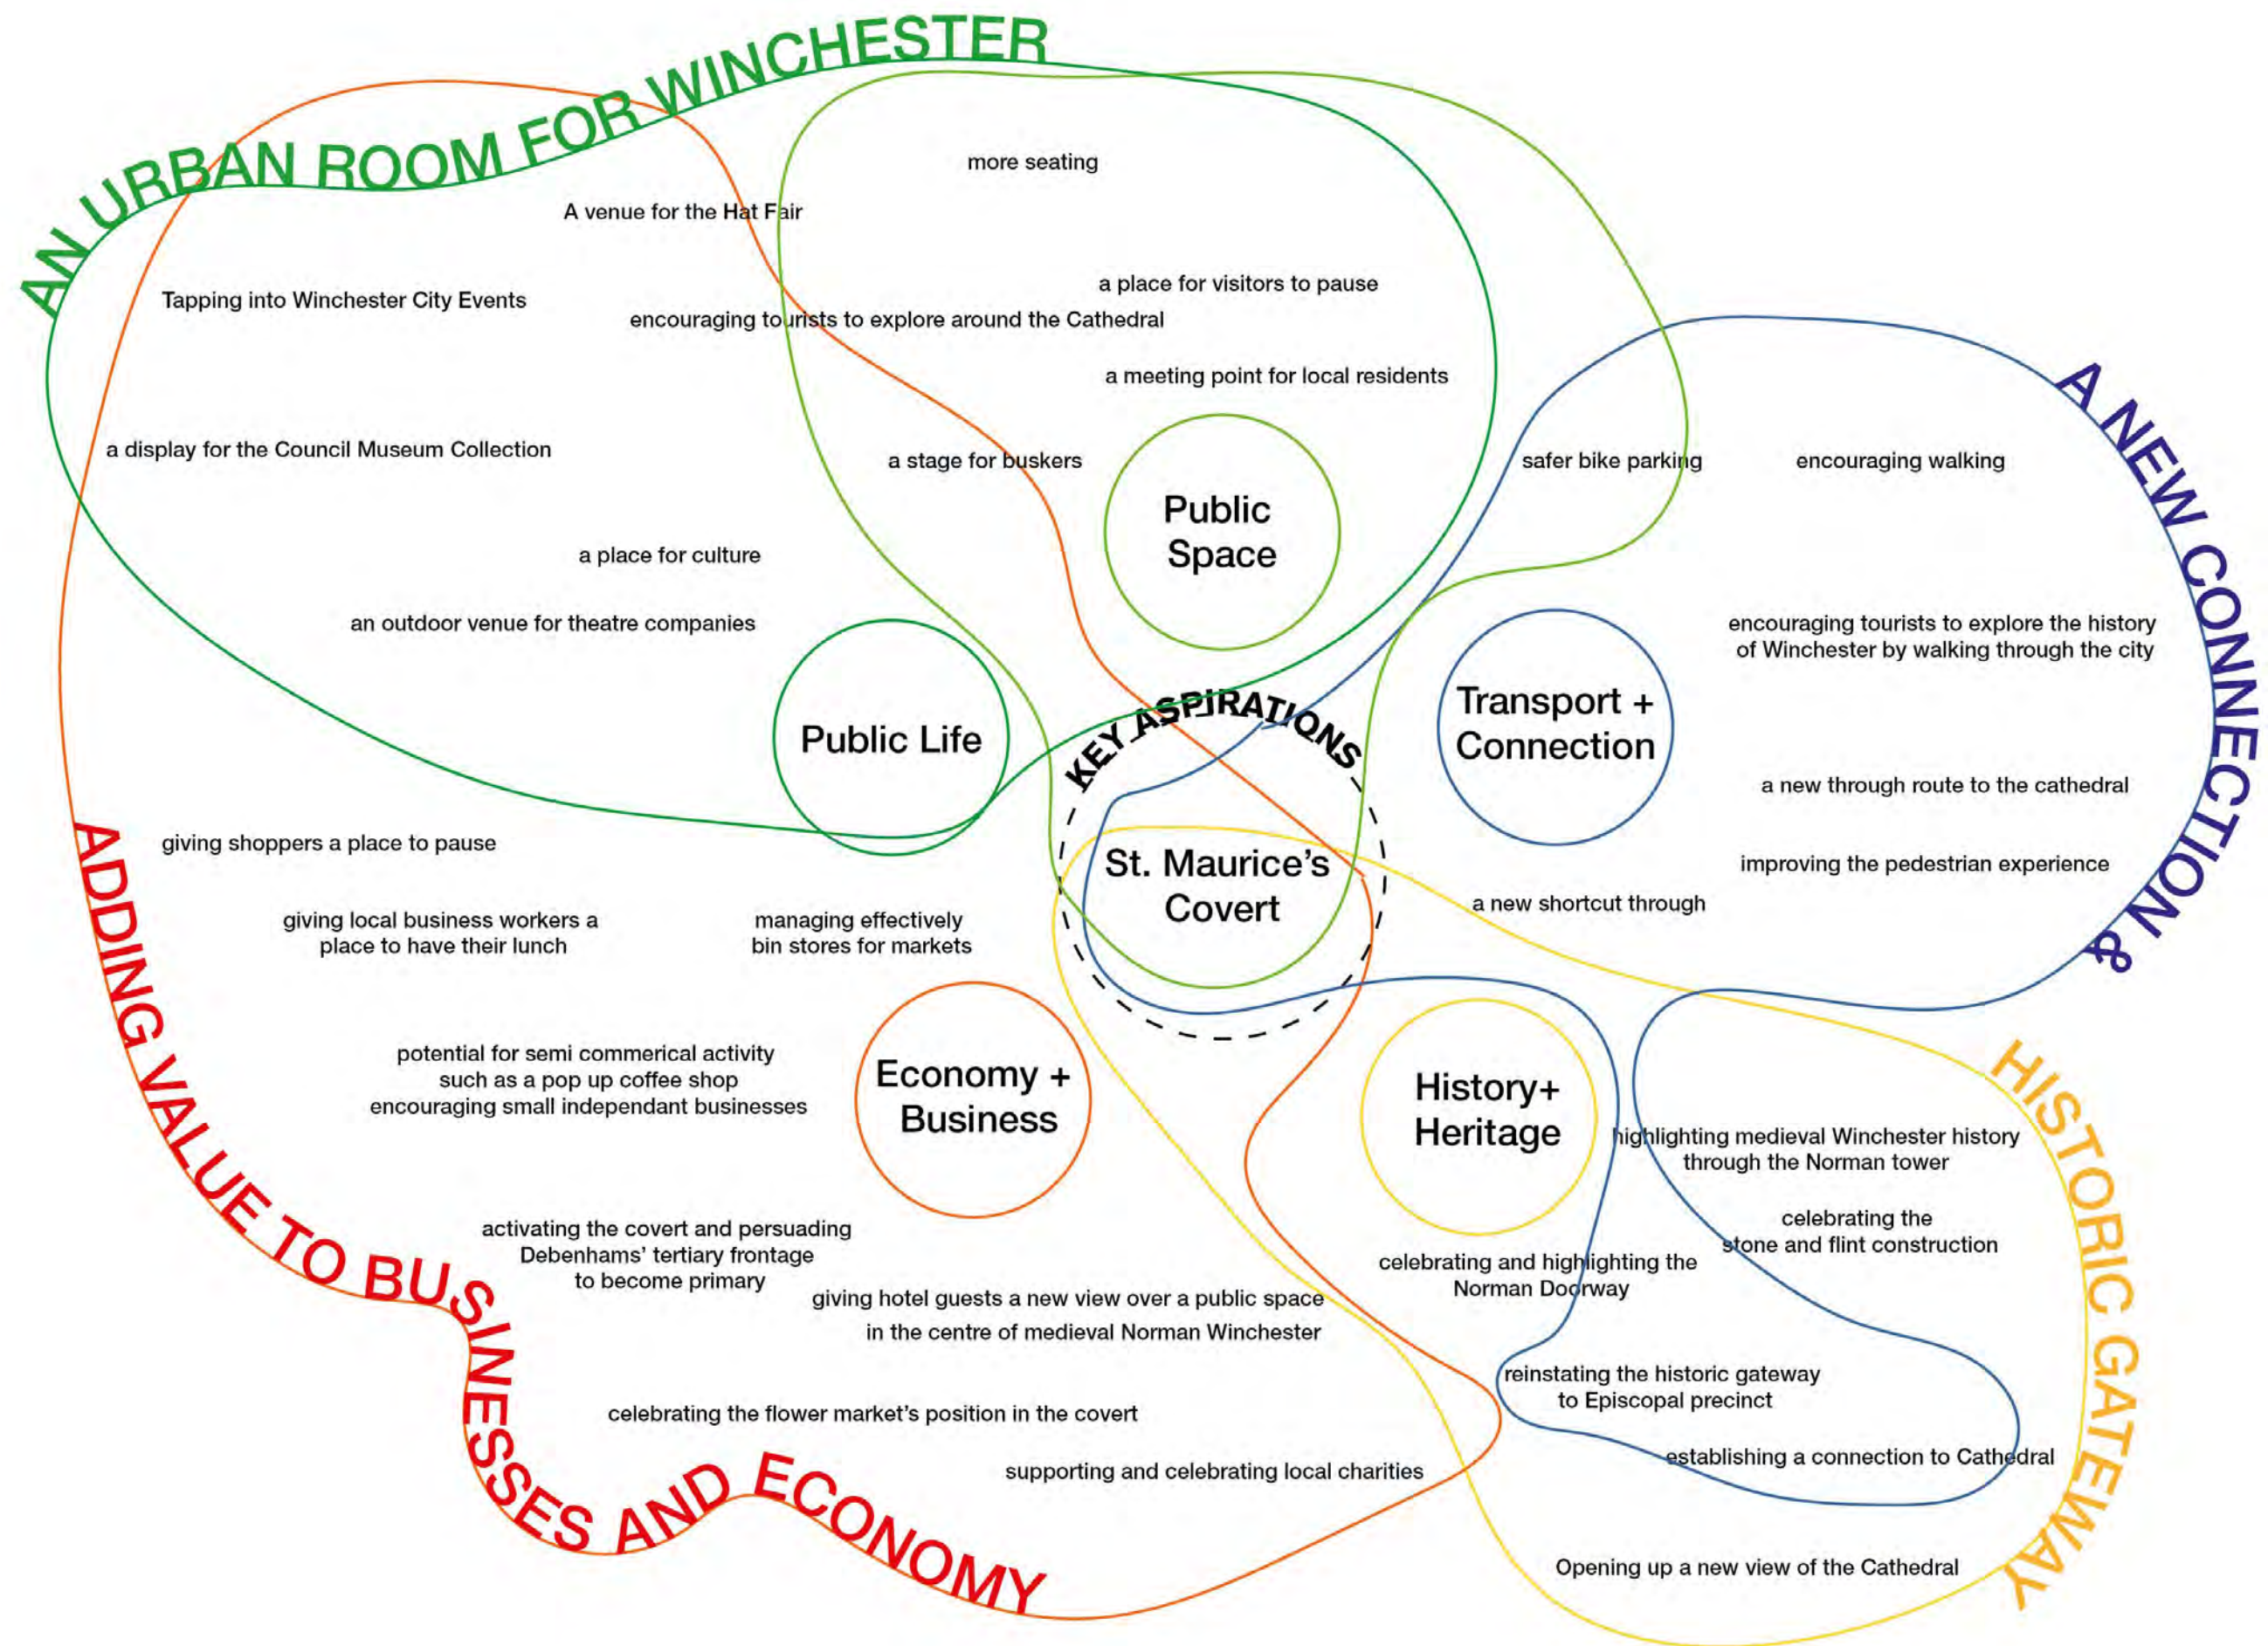 AN URBAN ROOM FOR WINCHESTER
more seating
A venue for the Hat Fair
a place for visitors to pause
Tapping into Winchester City Events
encouraging tourists to explore around the Cathedral
a meeting point for local residents
a display for the Council Museum Collection
a stage for buskers
safer bike parking
encouraging walking
A NEW CONNECTION &
Public
Space
a place for culture
an outdoor venue for theatre companies
encouraging tourists to explore the history
of Winchester by walking through the city
Public Life
KEY ASPIRATIONS
Transport +
Connection
a new through route to the cathedral
giving shoppers a place to pause
St. Maurice's
Covert
improving the pedestrian experience
a new shortcut through
giving local business workers a
place to have their lunch
managing effectively
bin stores for markets
ADDING VALUE TO BUSINESSES AND ECONOMY
potential for semi commerical activity
such as a pop up coffee shop
encouraging small independant businesses
Economy +
Business
History+
Heritage
HISTORIC GATEWAY
highlighting medieval Winchester history
through the Norman tower
celebrating the
stone and flint construction
activating the covert and persuading
Debenhams' tertiary frontage
to become primary
celebrating and highlighting the
Norman Doorway
giving hotel guests a new view over a public space
in the centre of medieval Norman Winchester
reinstating the historic gateway
to Episcopal precinct
celebrating the flower market's position in the covert
establishing a connection to Cathedral
supporting and celebrating local charities
Opening up a new view of the Cathedral